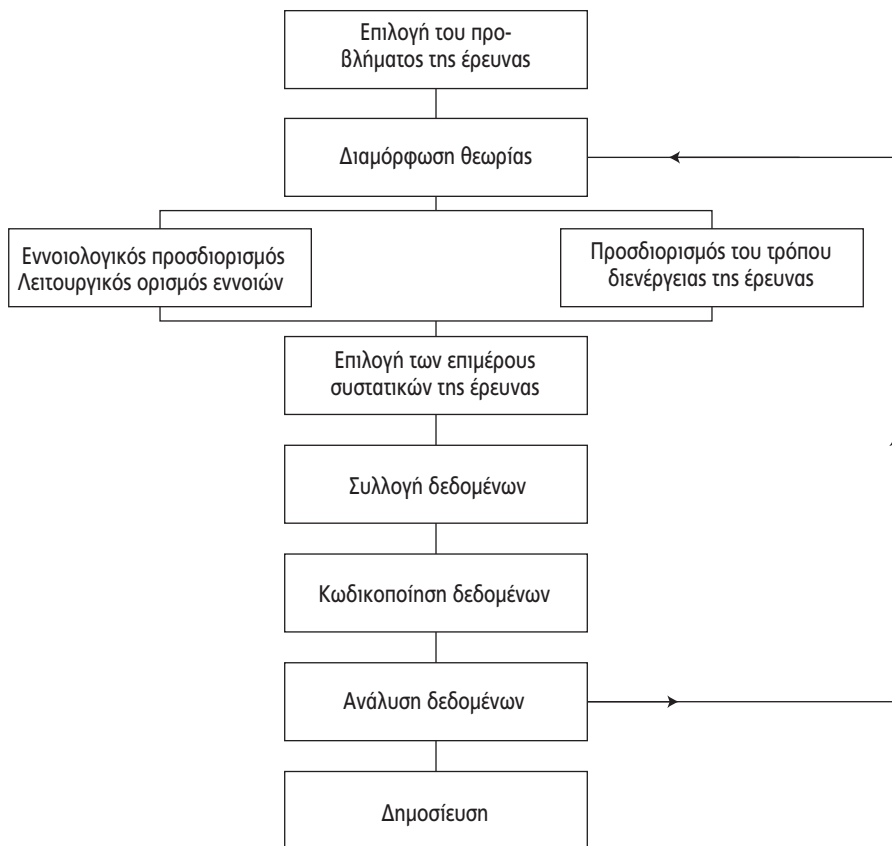 Επιλογή του προ-
βλήματος της έρευνας
Διαμόρφωση θεωρίας
Εννοιολογικός προσδιορισμός
Λειτουργικός ορισμός εννοιών
Προσδιορισμός του τρόπου
διενέργειας της έρευνας
Επιλογή των επιμέρους
συστατικών της έρευνας
Συλλογή δεδομένων
Κωδικοποίηση δεδομένων
Ανάλυση δεδομένων
Δημοσίευση